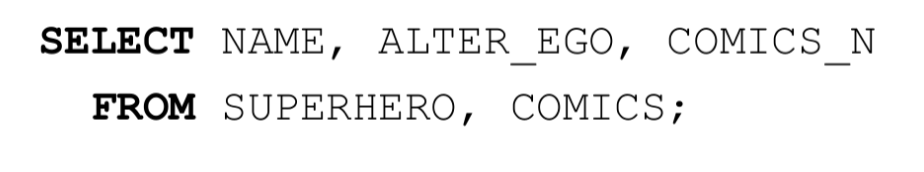 SELECT NAME, ALTER_EGO, COMICS_N
FROM SUPERHERO, COMICS;